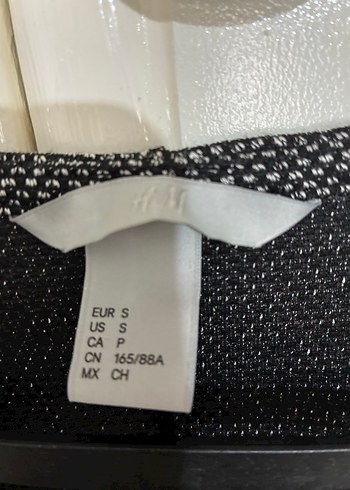 H&M
EUR S
US S
CA P
CN 165/88A
MX CH